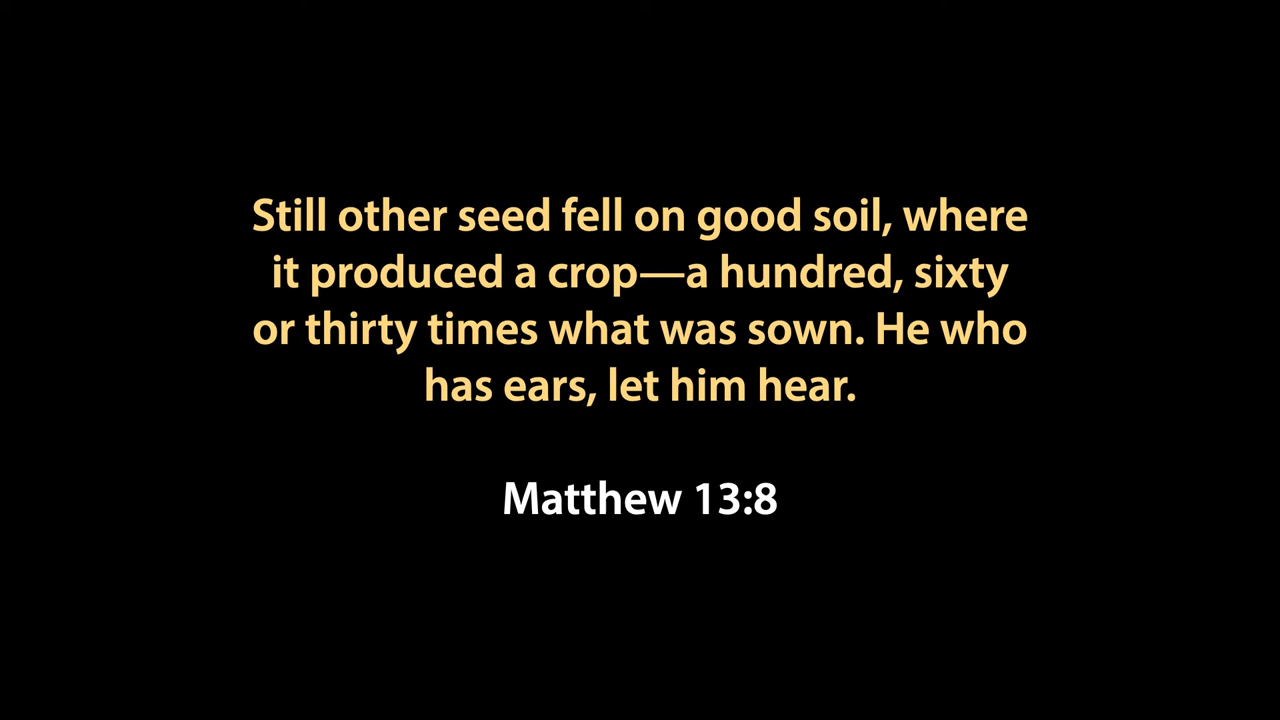 Still other seed fell on good soil, where
it produced a crop—a hundred, sixty
or thirty times what was sown. He who
has ears, let him hear.
Matthew 13:8